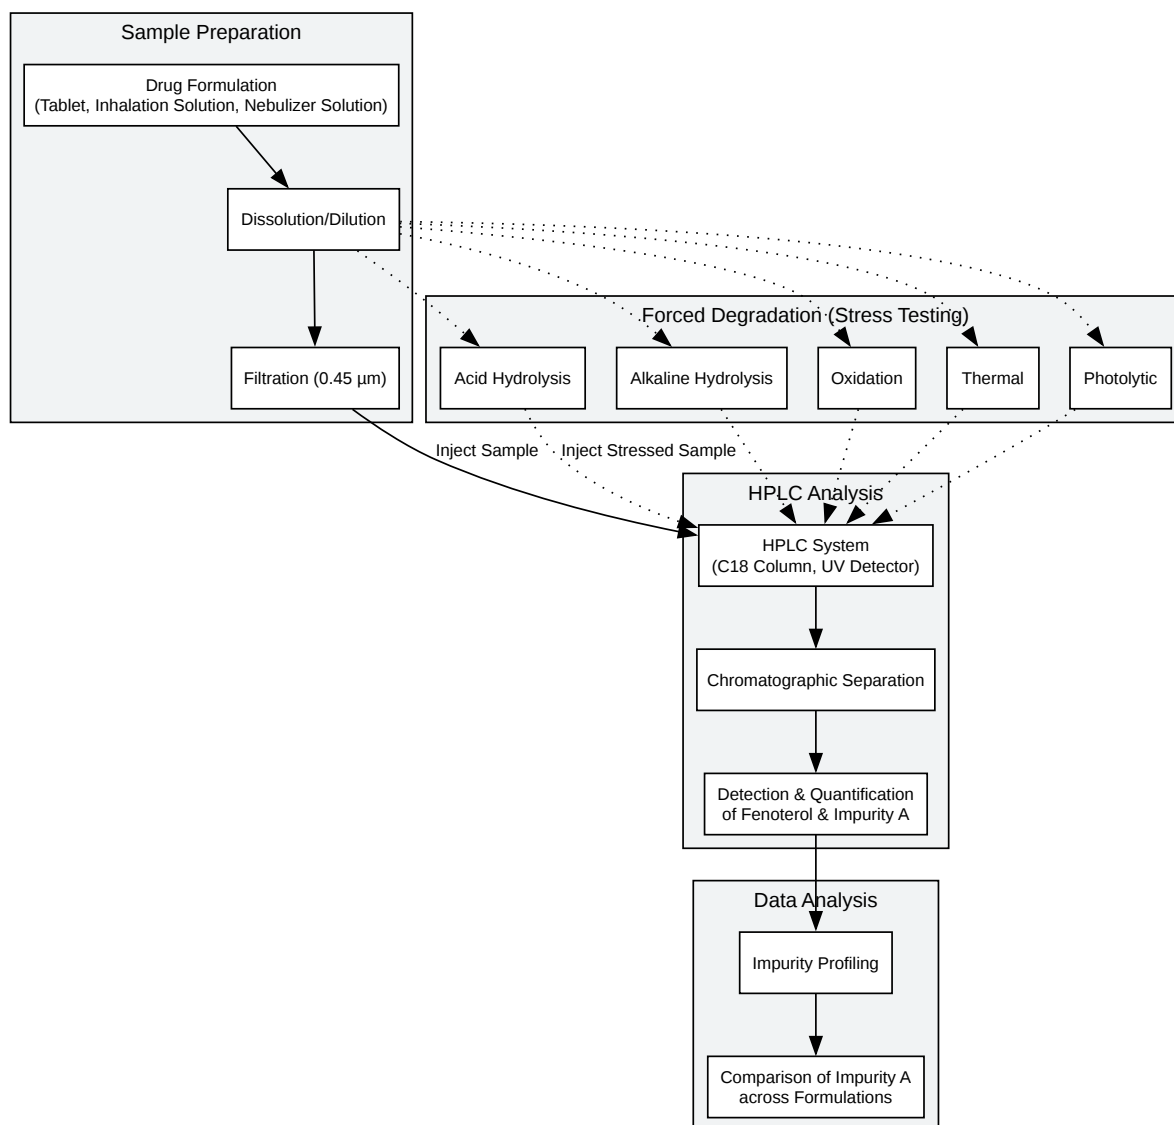 Sample Preparation
Drug Formulation
(Tablet, Inhalation Solution, Nebulizer Solution)
Dissolution/Dilution
Filtration (0.45 µm)
Forced Degradation (Stress Testing)
Acid Hydrolysis
Alkaline Hydrolysis
Oxidation
Thermal
Photolytic
Inject Sample
Inject Stressed Sample
HPLC Analysis
HPLC System
(C18 Column, UV Detector)
Chromatographic Separation
Detection & Quantification
of Fenoterol & Impurity A
Data Analysis
Impurity Profiling
Comparison of Impurity A
across Formulations